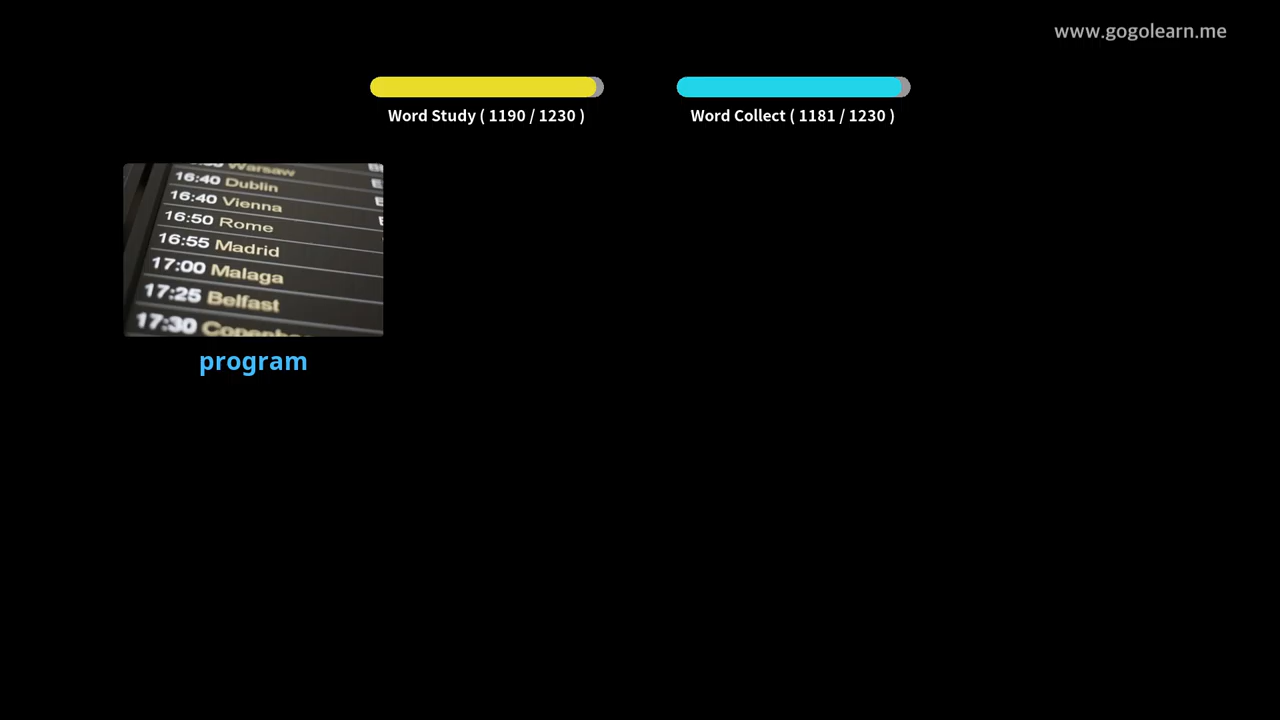 www.gogolearn.me
Word Study ( 1190 / 1230 )
Word Collect ( 1181 / 1230 )
Warsaw
16:40 Dublin
16:40 Vienna
16:50 Rome
16:55 Madrid
17:00 Malaga
17:25 Belfast
17:30
program